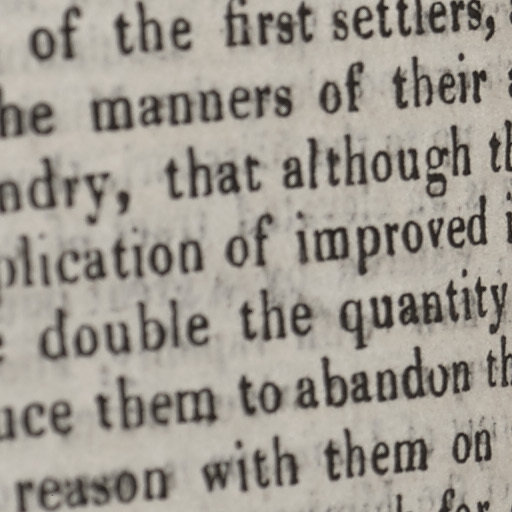 of the first settlers,
he manners of their
ndry, that although th
plication of improved i
double the quantity
uce them to abandon th
reason with them on
for